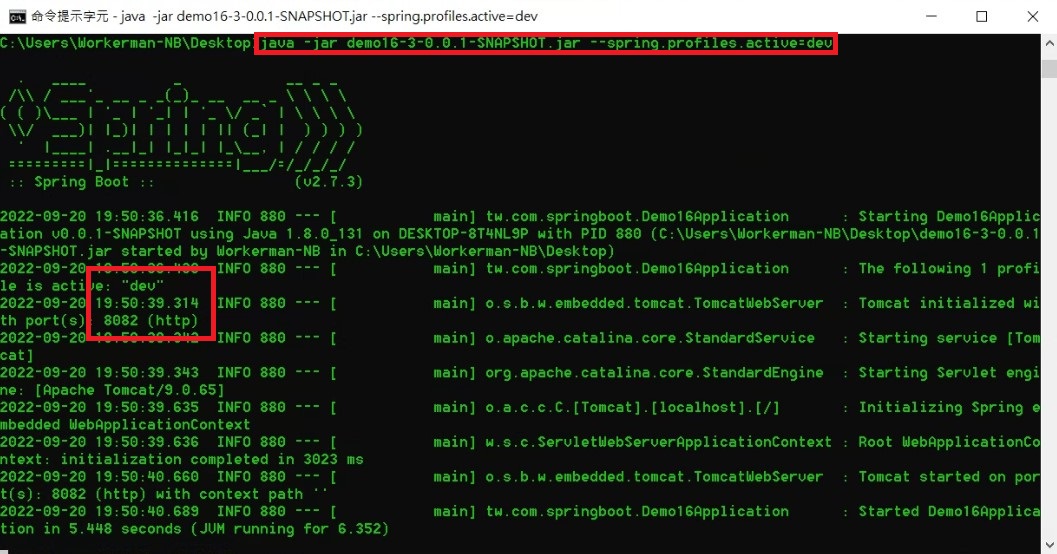 命令提示字元 - java  -jar demo16-3-0.0.1-SNAPSHOT.jar --spring.profiles.active=dev
C:\Users\Workerman-NB\Desktop>java -jar demo16-3-0.0.1-SNAPSHOT.jar --spring.profiles.active=dev
Spring
:: Spring Boot ::                (v2.7.3)
2022-09-20 19:50:36.416  INFO 880 --- [           main] tw.com.springboot.Demo16Application      : Starting Demo16Applic
ation v0.0.1-SNAPSHOT using Java 1.8.0_131 on DESKTOP-8T4NL9P with PID 880 (C:\Users\Workerman-NB\Desktop\demo16-3-0.0.1
-SNAPSHOT.jar started by Workerman-NB in C:\Users\Workerman-NB\Desktop)
2022-09-20  INFO 880 --- [           main] tw.com.springboot.Demo16Application      : The following 1 profi
le is active: "dev"
2022-09-20 19:50:39.314  INFO 880 --- [           main] o.s.b.w.embedded.tomcat.TomcatWebServer  : Tomcat initialized wi
th port(s): 8082 (http)
2022-09-20 19:50:39.342  INFO 880 --- [           main] o.apache.catalina.core.StandardService   : Starting service [Tom
cat]
2022-09-20 19:50:39.343  INFO 880 --- [           main] org.apache.catalina.core.StandardEngine  : Starting Servlet engi
ne: [Apache Tomcat/9.0.65]
2022-09-20 19:50:39.635  INFO 880 --- [           main] o.a.c.c.C.[Tomcat].[localhost].[/]       : Initializing Spring e
mbedded WebApplicationContext
2022-09-20 19:50:39.636  INFO 880 --- [           main] w.s.c.ServletWebServerApplicationContext : Root WebApplicationCo
ntext: initialization completed in 3023 ms
2022-09-20 19:50:40.660  INFO 880 --- [           main] o.s.b.w.embedded.tomcat.TomcatWebServer  : Tomcat started on por
t(s): 8082 (http) with context path ''
2022-09-20 19:50:40.689  INFO 880 --- [           main] tw.com.springboot.Demo16Application      : Started Demo16Applica
tion in 5.448 seconds (JVM running for 6.352)